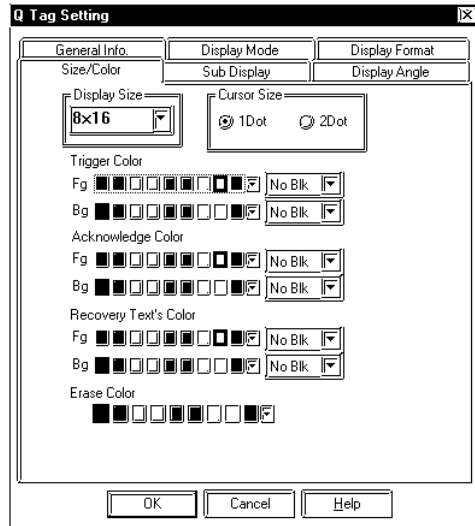 Q Tag Setting
General Info. Display Mode Display Format
Size/Color Sub Display Display Angle
Display Size Cursor Size
8x16 1Dot 2Dot
Trigger Color
Fg No Blk
Bg No Blk
Acknowledge Color
Fg No Blk
Bg No Blk
Recovery Text's Color
Fg No Blk
Bg No Blk
Erase Color
OK Cancel Help